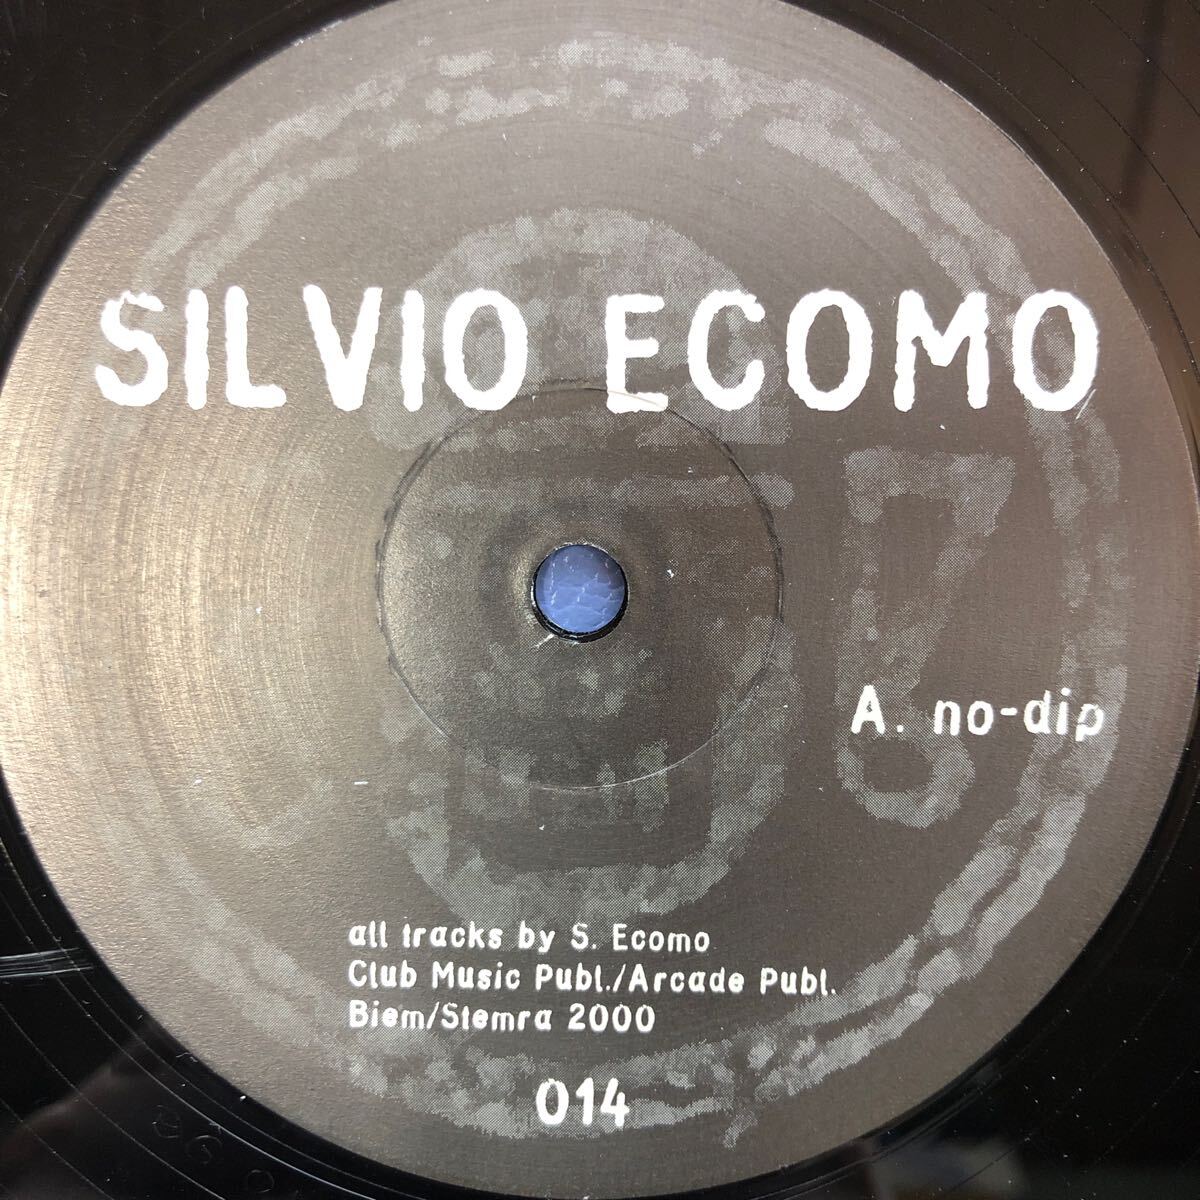 SILVIO ECOMO
A. no-dip
all tracks by S. Ecomo
Club Music Publ./Arcade Publ.
Biem/Stemra 2000
014